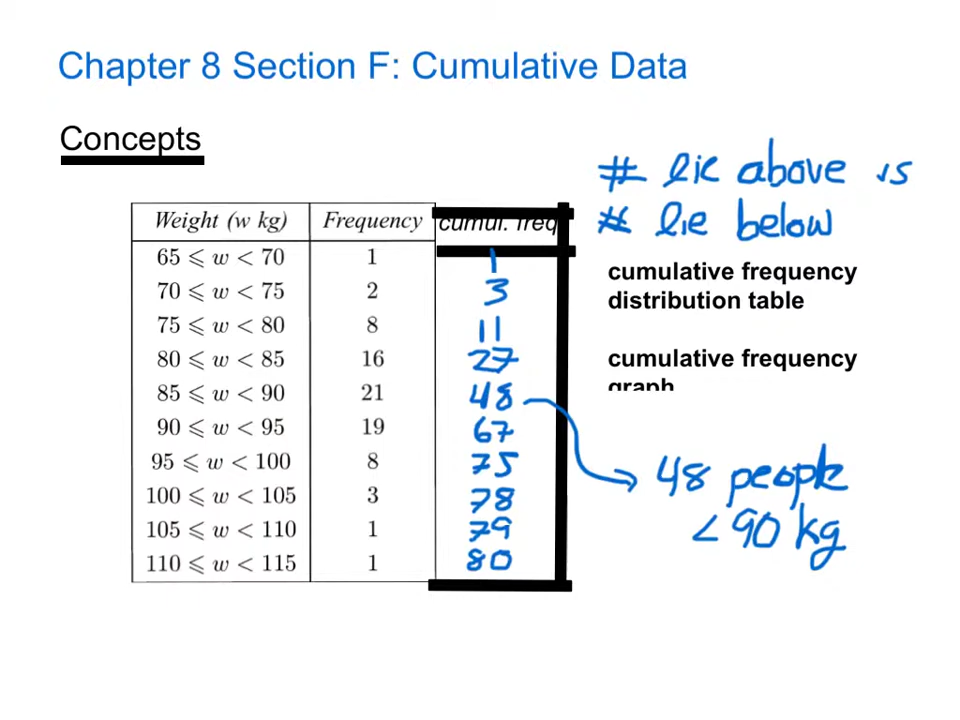 Chapter 8 Section F: Cumulative Data
Concepts
# lie above is
# lie below
Weight (w kg) Frequency cumul. freq
65 ⩽ w < 70 1 1
70 ⩽ w < 75 2 3
75 ⩽ w < 80 8 11
80 ⩽ w < 85 16 27
85 ⩽ w < 90 21 48
90 ⩽ w < 95 19 67
95 ⩽ w < 100 8 75
100 ⩽ w < 105 3 78
105 ⩽ w < 110 1 79
110 ⩽ w < 115 1 80
cumulative frequency
distribution table
cumulative frequency
graph
48 people
< 90 kg